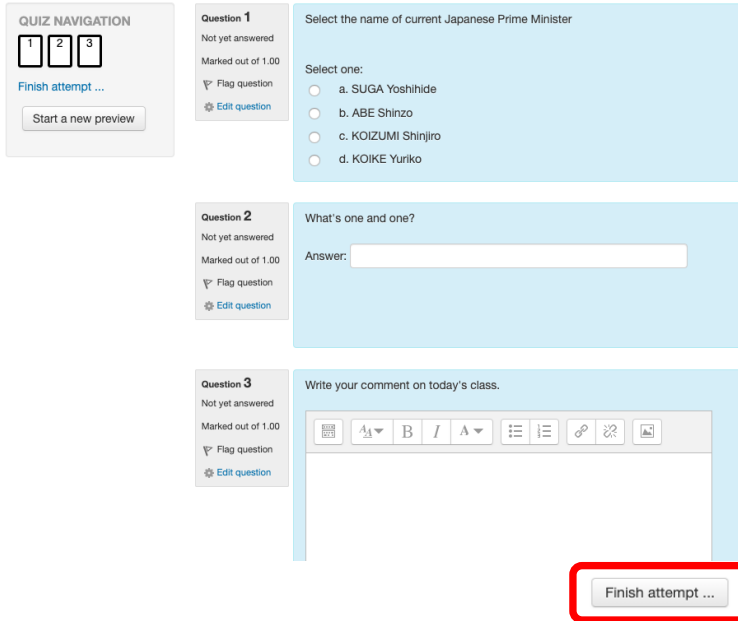 QUIZ NAVIGATION
1 2 3
Finish attempt ...
Start a new preview
Question 1
Not yet answered
Marked out of 1.00
Flag question
Edit question
Select the name of current Japanese Prime Minister
Select one:
a. SUGA Yoshihide
b. ABE Shinzo
c. KOIZUMI Shinjiro
d. KOIKE Yuriko
Question 2
Not yet answered
Marked out of 1.00
Flag question
Edit question
What's one and one?
Answer:
Question 3
Not yet answered
Marked out of 1.00
Flag question
Edit question
Write your comment on today's class.
B I A
Finish attempt ...